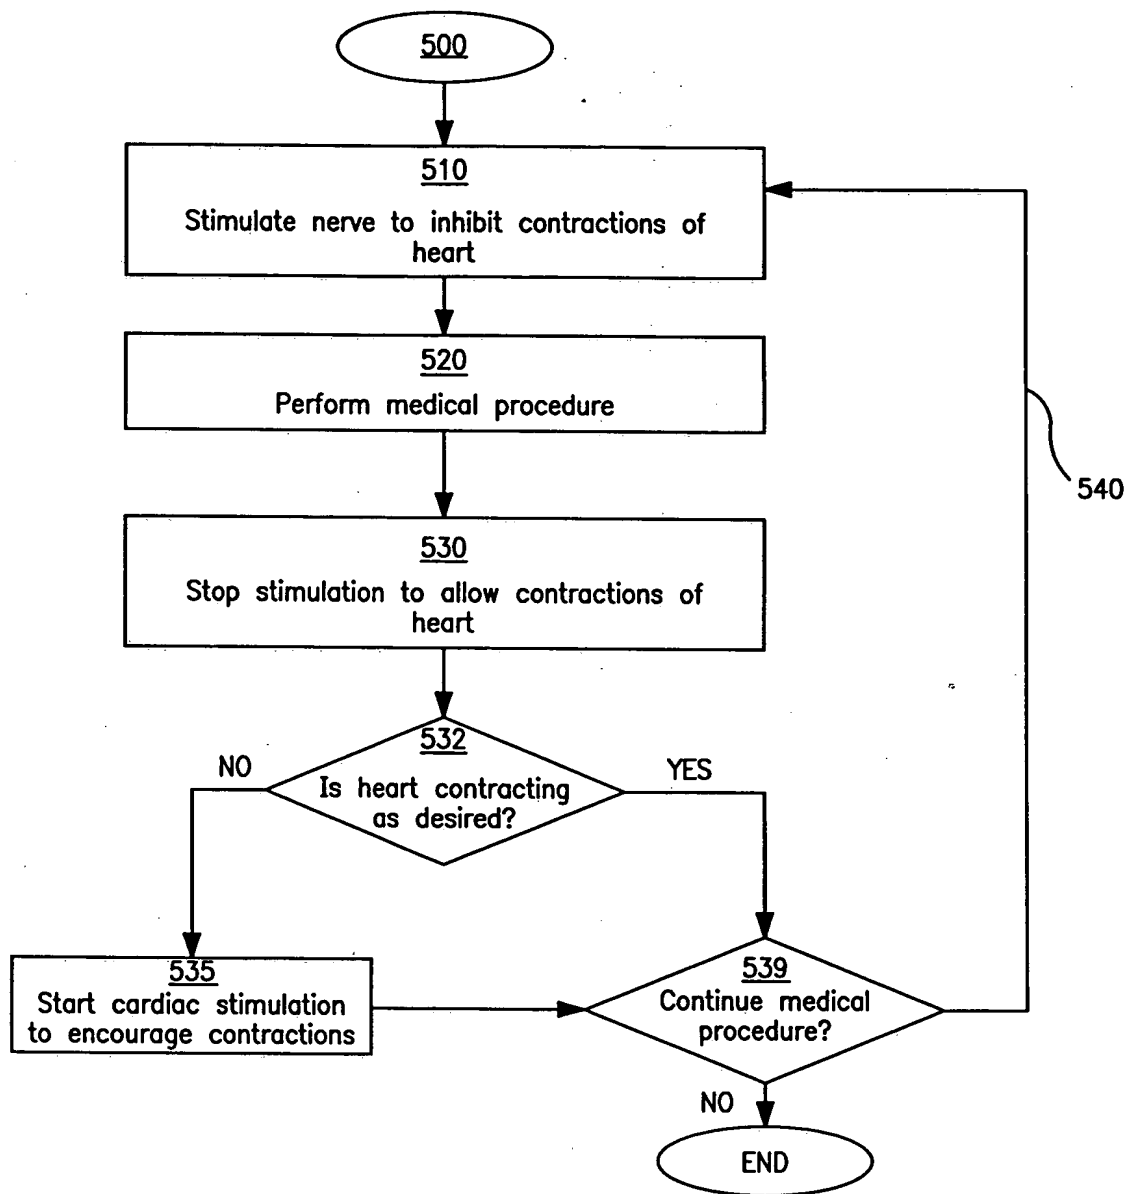 500
510
Stimulate nerve to inhibit contractions of
heart
520
Perform medical procedure
540
530
Stop stimulation to allow contractions of
heart
532
NO
YES
Is heart contracting
as desired?
535
Start cardiac stimulation
to encourage contractions
539
Continue medical
procedure?
NO
END